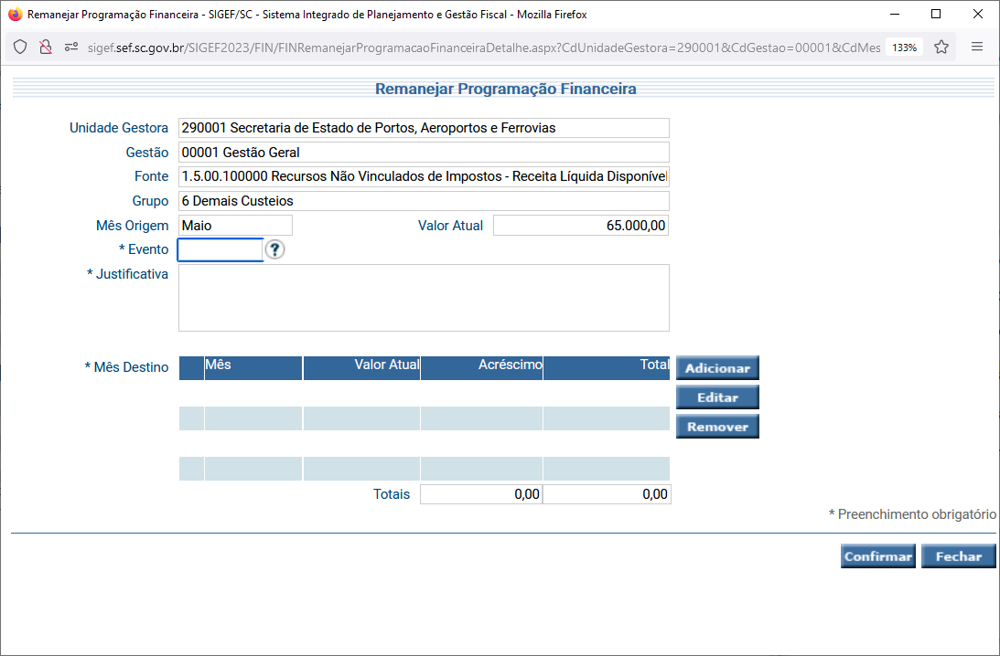 Remanejar Programação Financeira - SIGEF/SC - Sistema Integrado de Planejamento e Gestão Fiscal - Mozilla Firefox
sigef.sef.sc.gov.br/SIGEF2023/FIN/FINRemanejarProgramacaoFinanceiraDetalhe.aspx?CdUnidadeGestora=290001&CdGestao=00001&CdMes 133%
Remanejar Programação Financeira
Unidade Gestora 290001 Secretaria de Estado de Portos, Aeroportos e Ferrovias
Gestão 00001 Gestão Geral
Fonte 1.5.00.100000 Recursos Não Vinculados de Impostos - Receita Líquida Disponível
Grupo 6 Demais Custeios
Mês Origem Maio Valor Atual 65.000,00
* Evento ?
* Justificativa
* Mês Destino Mês Valor Atual Acréscimo Total Adicionar
Editar
Remover
Totais 0,00 0,00
* Preenchimento obrigatório
Confirmar Fechar